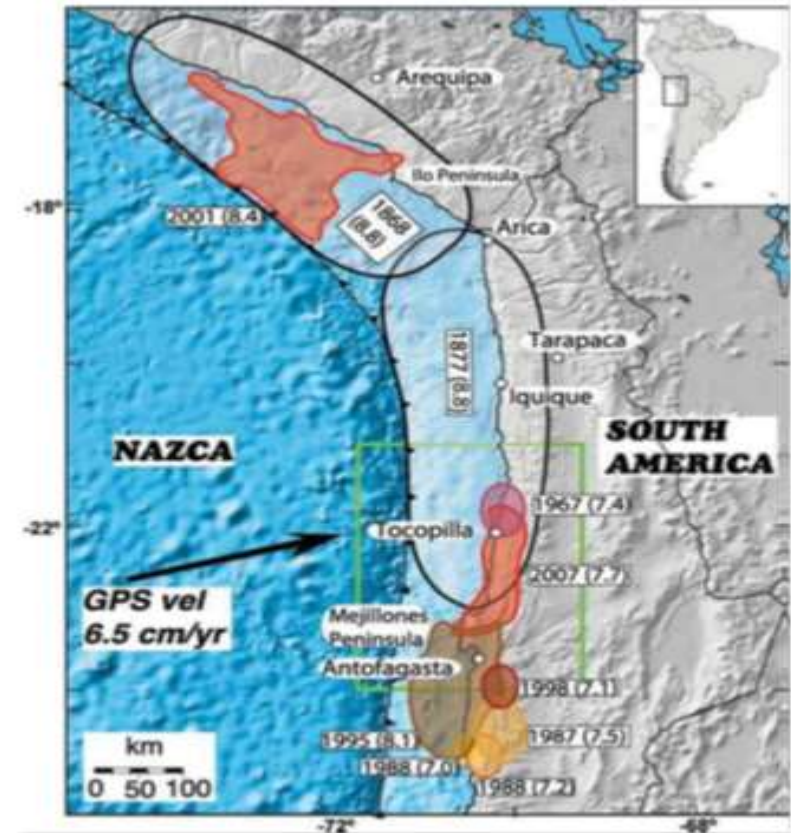 Arequipa
Ilo Peninsula
-18°
2001 (8.4)
1868
(8.8)
Arica
1877 (8.8)
Tarapaca
Iquique
NAZCA
SOUTH
AMERICA
1967 (7.4)
-22°
Tocopilla
2007 (7.7)
GPS vel
6.5 cm/yr
Mejillones
Peninsula
Antofagasta
1998 (7.1)
1995 (8.1)
1987 (7.5)
1988 (7.0)
1988 (7.2)
km
0 50 100
-72°
-68°